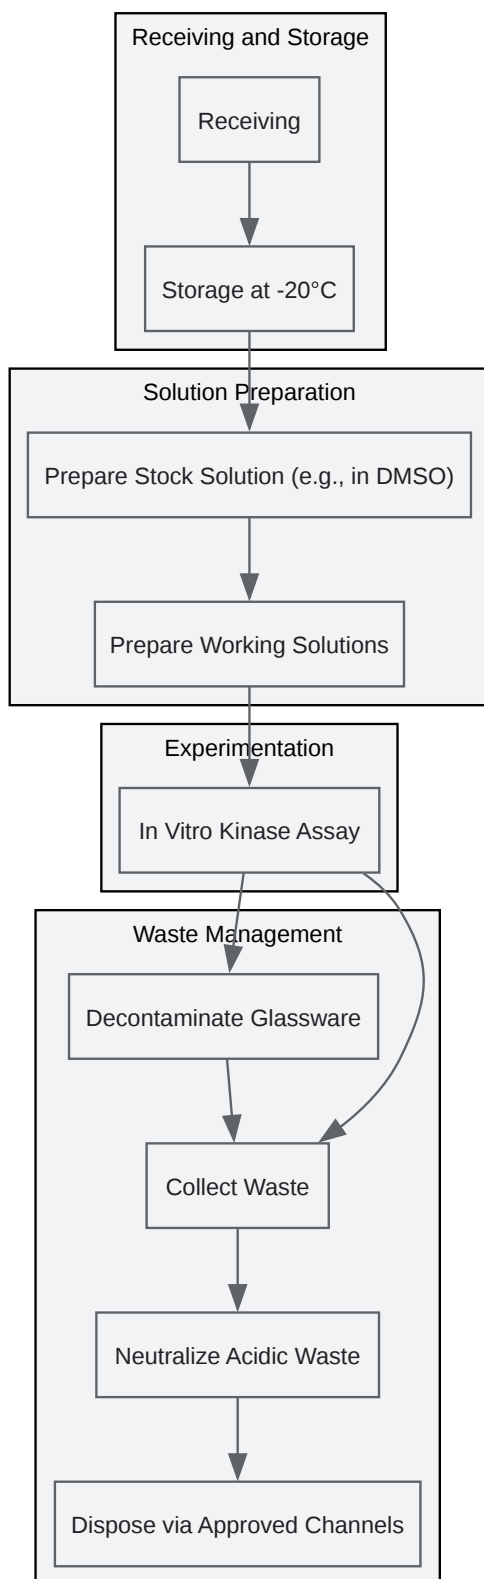 Receiving and Storage
Receiving
Storage at -20°C
Solution Preparation
Prepare Stock Solution (e.g., in DMSO)
Prepare Working Solutions
Experimentation
In Vitro Kinase Assay
Waste Management
Decontaminate Glassware
Collect Waste
Neutralize Acidic Waste
Dispose via Approved Channels